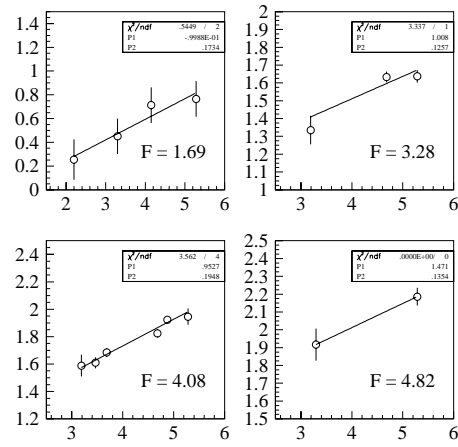 1.4
1.2
1
0.8
0.6
0.4
0.2
0
χ²/ndf .5449 / 2
P1 -.9988E-01
P2 .1734
F = 1.69
2 3 4 5 6
2
1.9
1.8
1.7
1.6
1.5
1.4
1.3
1.2
1.1
1
χ²/ndf 3.337 / 1
P1 1.008
P2 .1257
F = 3.28
3 4 5 6
2.4
2.2
2
1.8
1.6
1.4
1.2
χ²/ndf 3.562 / 4
P1 .9527
P2 .1948
F = 4.08
3 4 5 6
2.5
2.4
2.3
2.2
2.1
2
1.9
1.8
1.7
1.6
1.5
χ²/ndf .0000E+00/ 0
P1 1.471
P2 .1354
F = 4.82
3 4 5 6